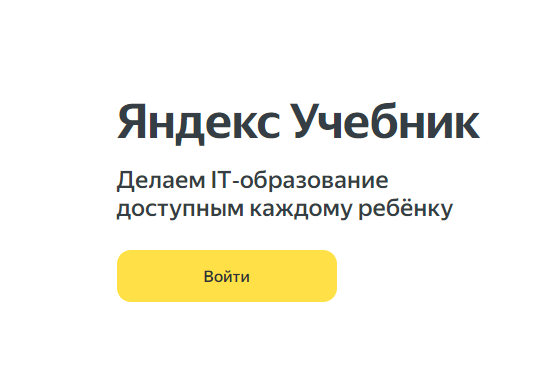 Яндекс Учебник
Делаем IT-образование
доступным каждому ребёнку
Войти